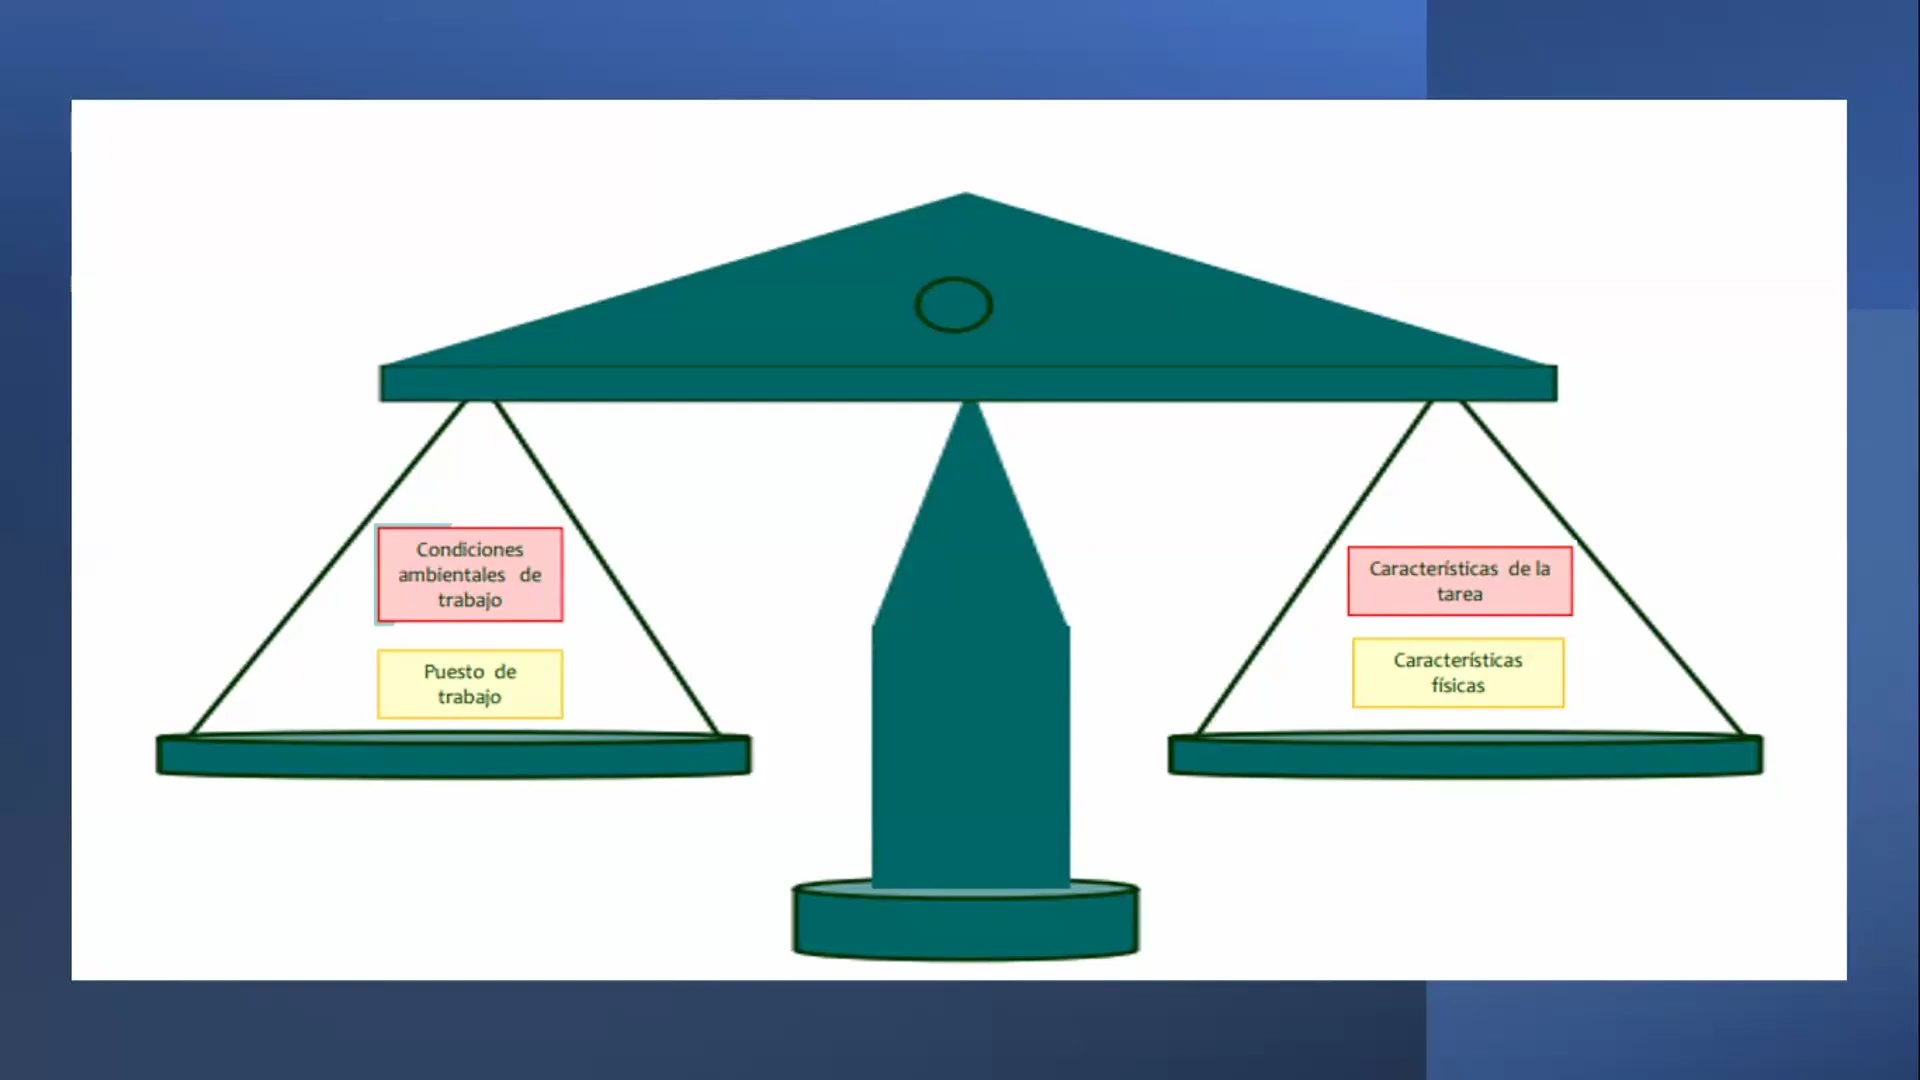 Condiciones
ambientales de
trabajo
Puesto de
trabajo
Características de la
tarea
Características
físicas